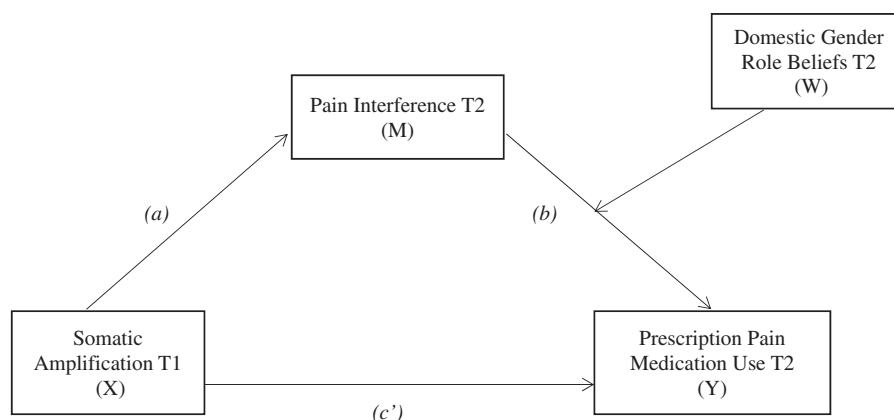 Domestic Gender
Role Beliefs T2
(W)
Pain Interference T2
(M)
(a)
(b)
Somatic
Amplification T1
(X)
Prescription Pain
Medication Use T2
(Y)
(c’)